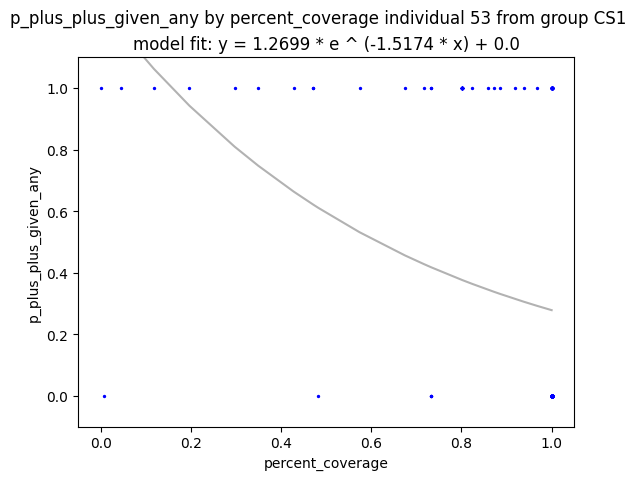 p_plus_plus_given_any by percent_coverage individual 53 from group CS1
model fit: y = 1.2699 * e ^ (-1.5174 * x) + 0.0
1.0
0.8
0.6
0.4
0.2
0.0
p_plus_plus_given_any
0.0 0.2 0.4 0.6 0.8 1.0
percent_coverage